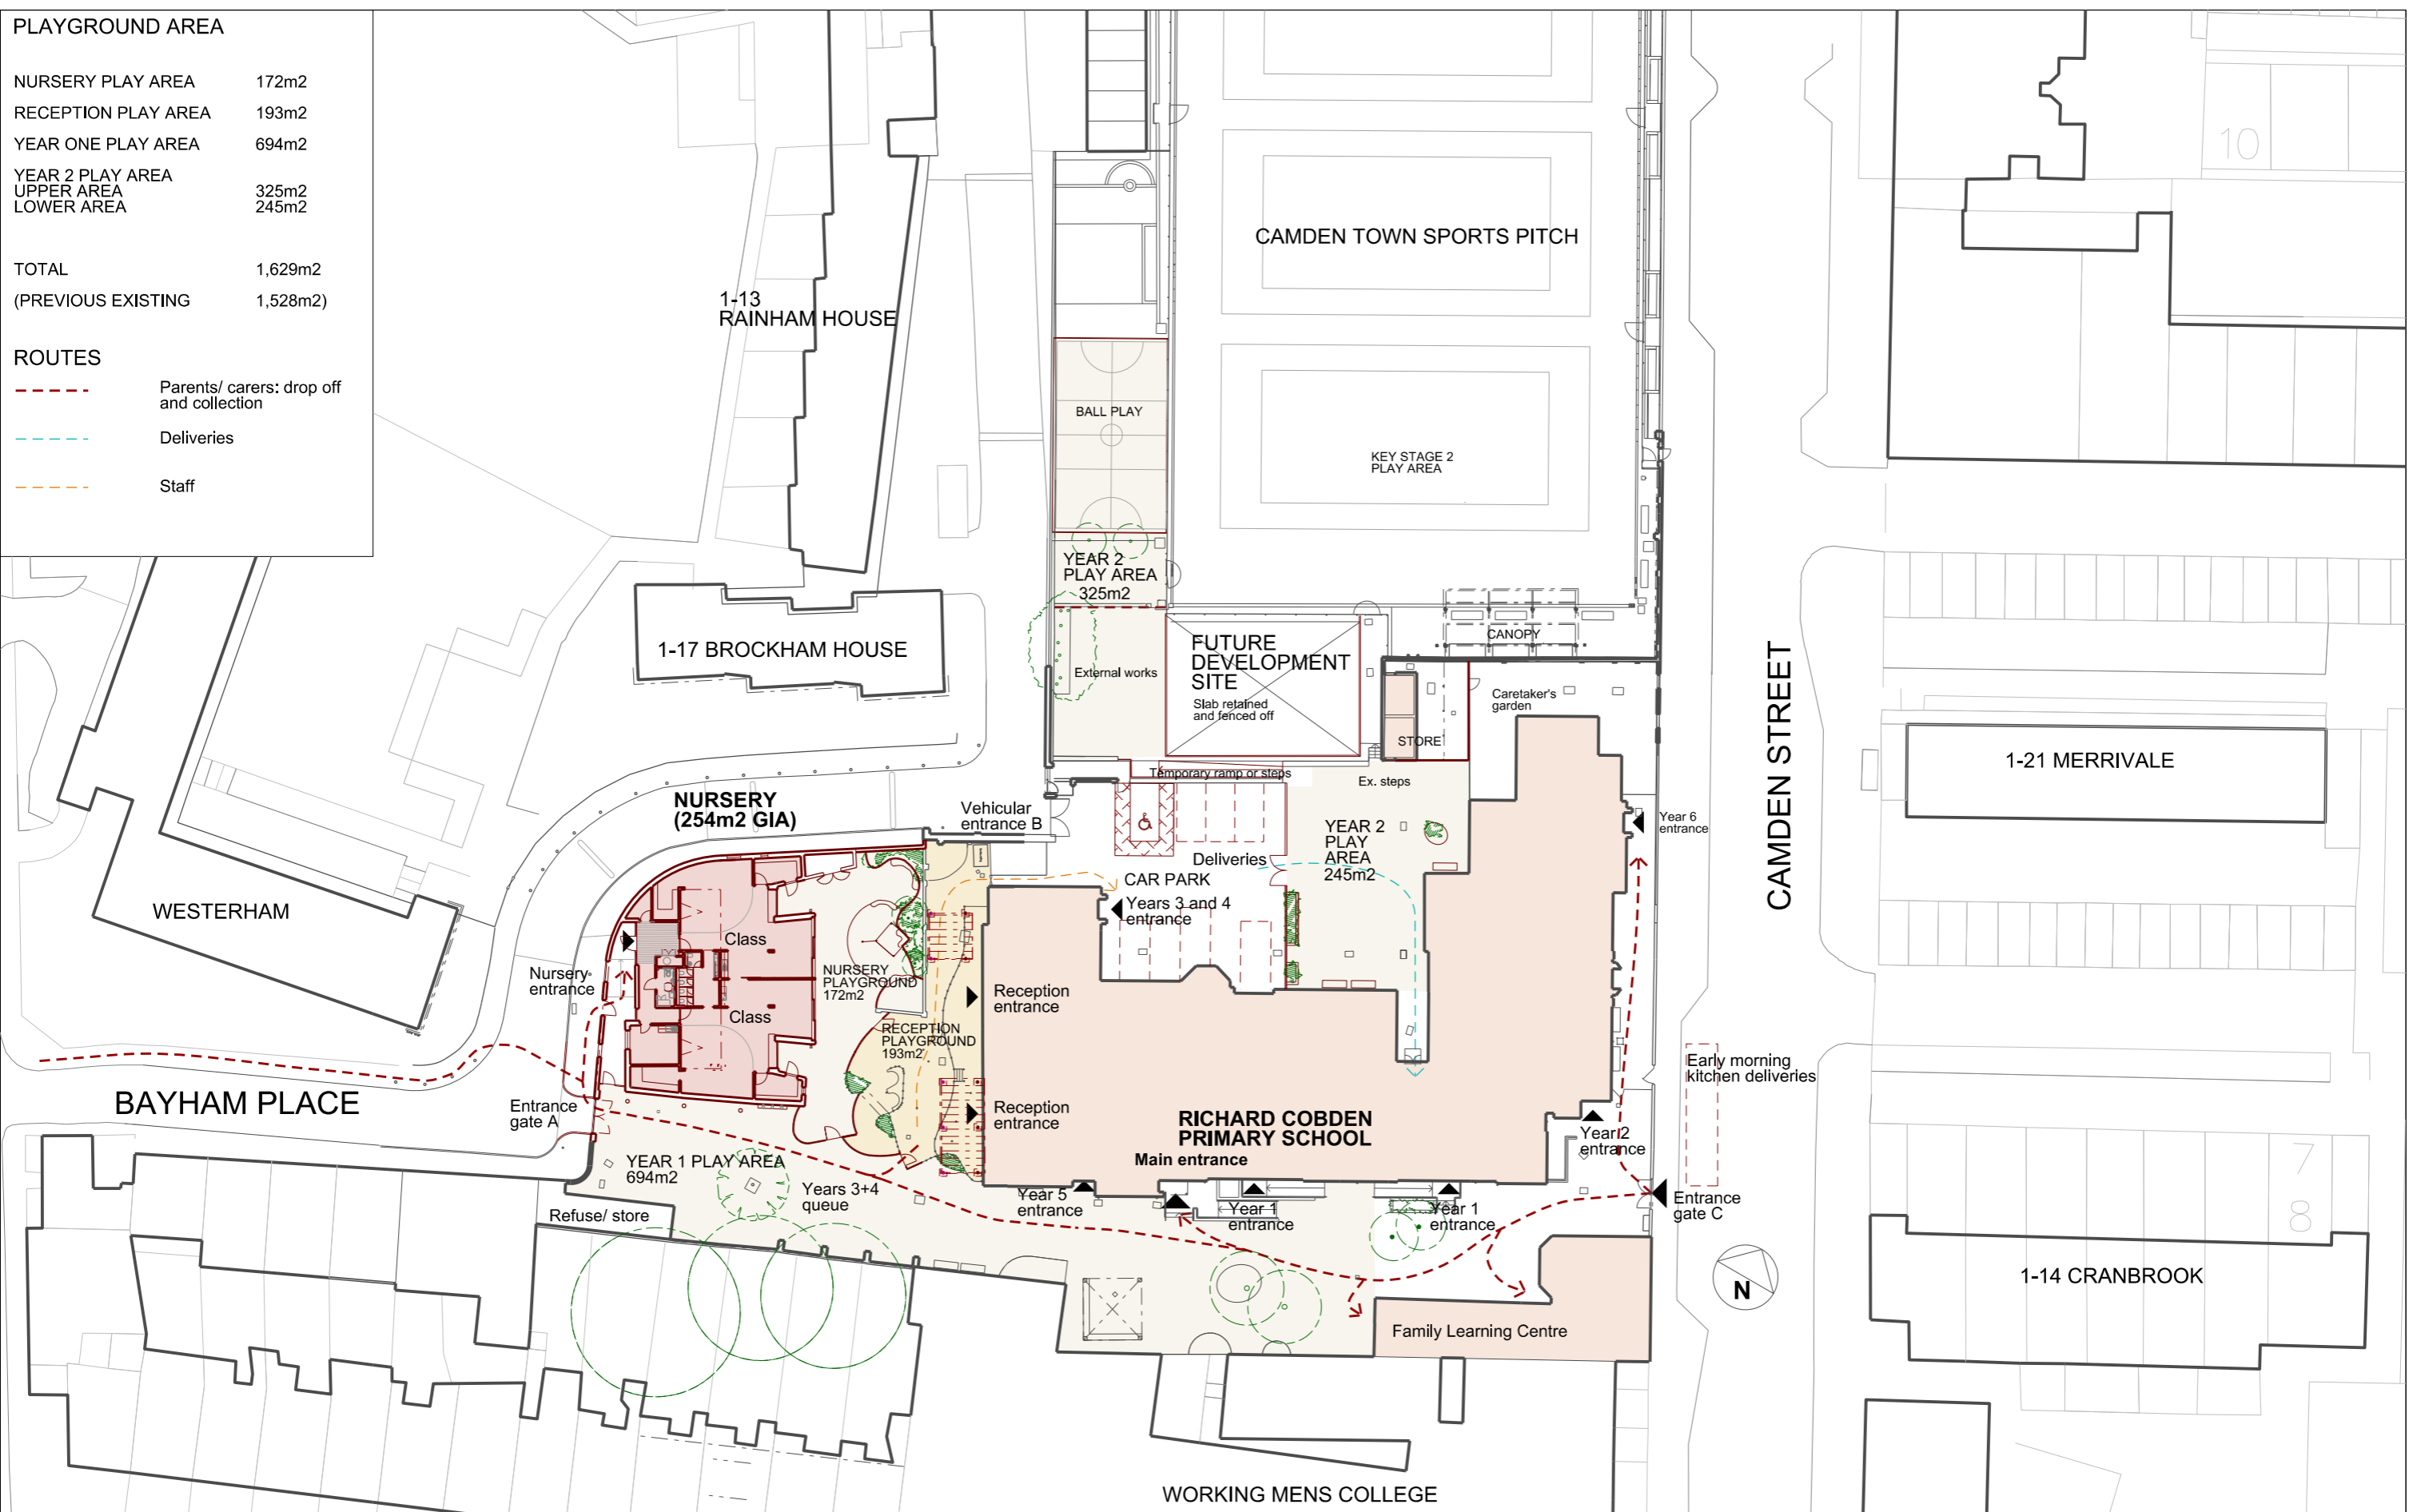 PLAYGROUND AREA
NURSERY PLAY AREA 172m2
RECEPTION PLAY AREA 193m2
YEAR ONE PLAY AREA 694m2
YEAR 2 PLAY AREA
UPPER AREA 325m2
LOWER AREA 245m2
TOTAL 1,629m2
(PREVIOUS EXISTING 1,528m2)
ROUTES
Parents/ carers: drop off
and collection
Deliveries
Staff
10
CAMDEN TOWN SPORTS PITCH
1-13
RAINHAM HOUSE
BALL PLAY
KEY STAGE 2
PLAY AREA
YEAR 2
PLAY AREA
325m2
1-17 BROCKHAM HOUSE
External works
FUTURE
DEVELOPMENT
SITE
Slab retained
and fenced off
CANOPY
Caretaker's
garden
STORE
CAMDEN STREET
1-21 MERRIVALE
Temporary ramp or steps
Ex. steps
NURSERY
(254m2 GIA)
Vehicular
entrance B
YEAR 2
PLAY
AREA
245m2
Year 6
entrance
Deliveries
CAR PARK
Years 3 and 4
entrance
WESTERHAM
Class
Nursery
entrance
NURSERY
PLAYGROUND
172m2
Reception
entrance
Class
RECEPTION
PLAYGROUND
193m2
Early morning
kitchen deliveries
BAYHAM PLACE
Entrance
gate A
Reception
entrance
RICHARD COBDEN
PRIMARY SCHOOL
Main entrance
Year 2
entrance
YEAR 1 PLAY AREA
694m2
Years 3+4
queue
Year 5
entrance
Year 1
entrance
Year 1
entrance
Entrance
gate C
Refuse/ store
7
8
N
1-14 CRANBROOK
Family Learning Centre
WORKING MENS COLLEGE